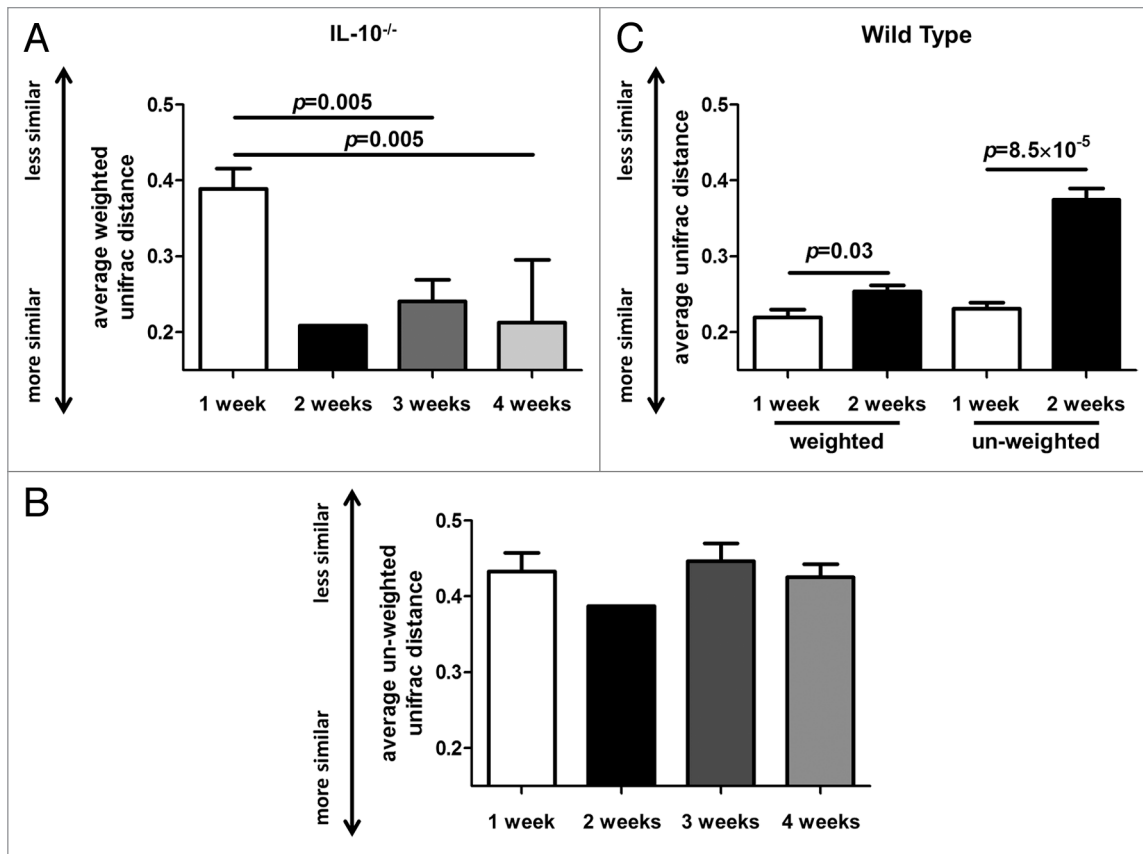 A
IL-10-/-
less similar
more similar
average weighted
unifrac distance
0.5
0.4
0.3
0.2
p=0.005
p=0.005
1 week
2 weeks
3 weeks
4 weeks
C
Wild Type
less similar
more similar
average unifrac distance
0.5
0.4
0.3
0.2
p=0.03
p=8.5×10-5
1 week
2 weeks
1 week
2 weeks
weighted
un-weighted
B
less similar
more similar
average un-weighted
unifrac distance
0.5
0.4
0.3
0.2
1 week
2 weeks
3 weeks
4 weeks